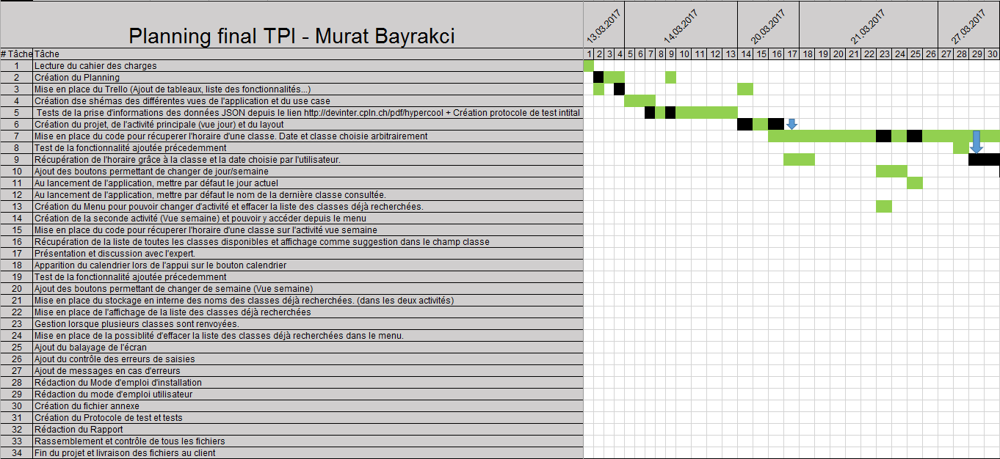 Planning final TPI - Murat Bayrakci
13.03.2017 14.03.2017 20.03.2017 21.03.2017 27.03.2017
# Tâche Tâche 1 2 3 4 5 6 7 8 9 10 11 12 13 14 15 16 17 18 19 20 21 22 23 24 25 26 27 28 29 30
1 Lecture du cahier des charges
2 Création du Planning
3 Mise en place du Trello (Ajout de tableaux, liste des fonctionnalités...)
4 Création dse shémas des différentes vues de l'application et du use case
5 Tests de la prise d'informations des données JSON depuis le lien http://devinter.cpln.ch/pdf/hypercool + Création protocole de test intital
6 Création du projet, de l'activité principale (vue jour) et du layout
7 Mise en place du code pour récuperer l'horaire d'une classe. Date et classe choisie arbitrairement
8 Test de la fonctionnalité ajoutée précedemment
9 Récupération de l'horaire grâce à la classe et la date choisie par l'utilisateur.
10 Ajout des boutons permettant de changer de jour/semaine
11 Au lancement de l'application, mettre par défaut le jour actuel
12 Au lancement de l'application, mettre par défaut le nom de la dernière classe consultée.
13 Création du Menu pour pouvoir changer d'activité et effacer la liste des classes déjà recherchées.
14 Création de la seconde activité (Vue semaine) et pouvoir y accéder depuis le menu
15 Mise en place du code pour récuperer l'horaire d'une classe sur l'activité vue semaine
16 Récupération de la liste de toutes les classes disponibles et affichage comme suggestion dans le champ classe
17 Présentation et discussion avec l'expert.
18 Apparition du calendrier lors de l'appui sur le bouton calendrier
19 Test de la fonctionnalité ajoutée précedemment
20 Ajout des boutons permettant de changer de semaine (Vue semaine)
21 Mise en place du stockage en interne des noms des classes déjà recherchées. (dans les deux activités)
22 Mise en place de l'affichage de la liste des classes déjà recherchées
23 Gestion lorsque plusieurs classes sont renvoyées.
24 Mise en place de la possiblité d'effacer la liste des classes déjà recherchées dans le menu.
25 Ajout du balayage de l'écran
26 Ajout du contrôle des erreurs de saisies
27 Ajout de messages en cas d'erreurs
28 Rédaction du Mode d'emploi d'installation
29 Rédaction du mode d'emploi utilisateur
30 Création du fichier annexe
31 Création du Protocole de test et tests
32 Rédaction du Rapport
33 Rassemblement et contrôle de tous les fichiers
34 Fin du projet et livraison des fichiers au client